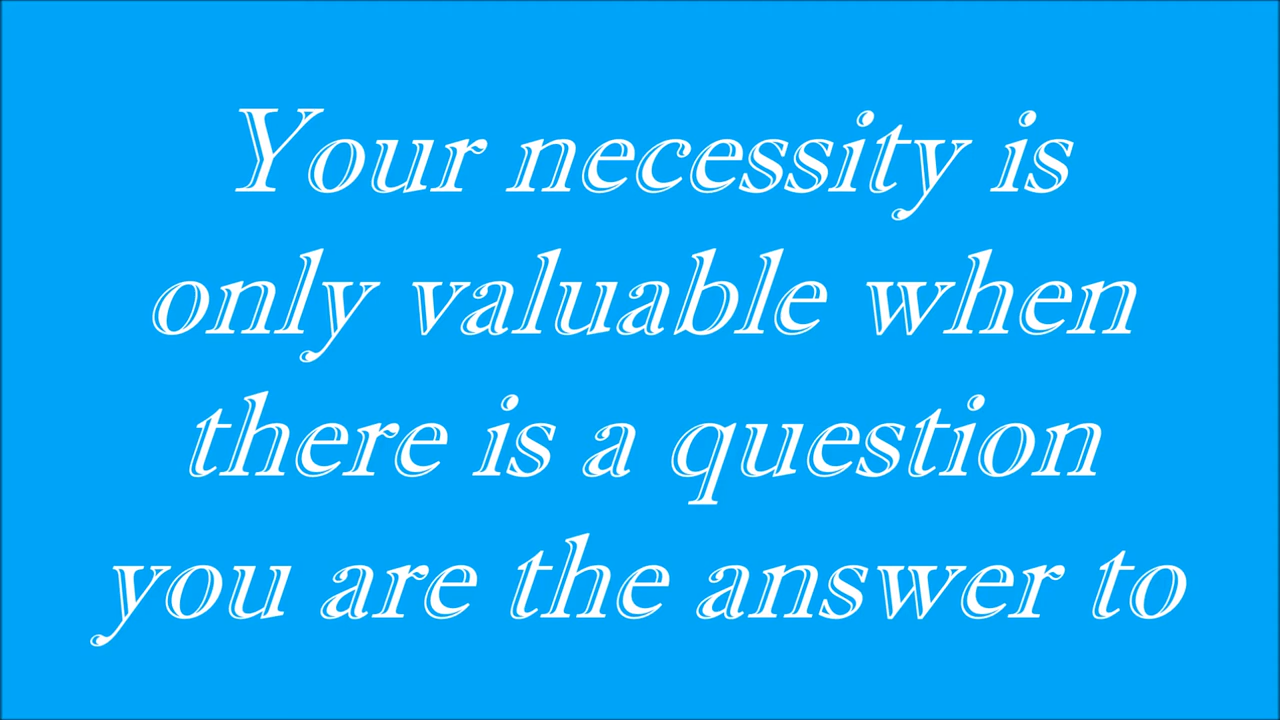 Your necessity is
only valuable when
there is a question
you are the answer to